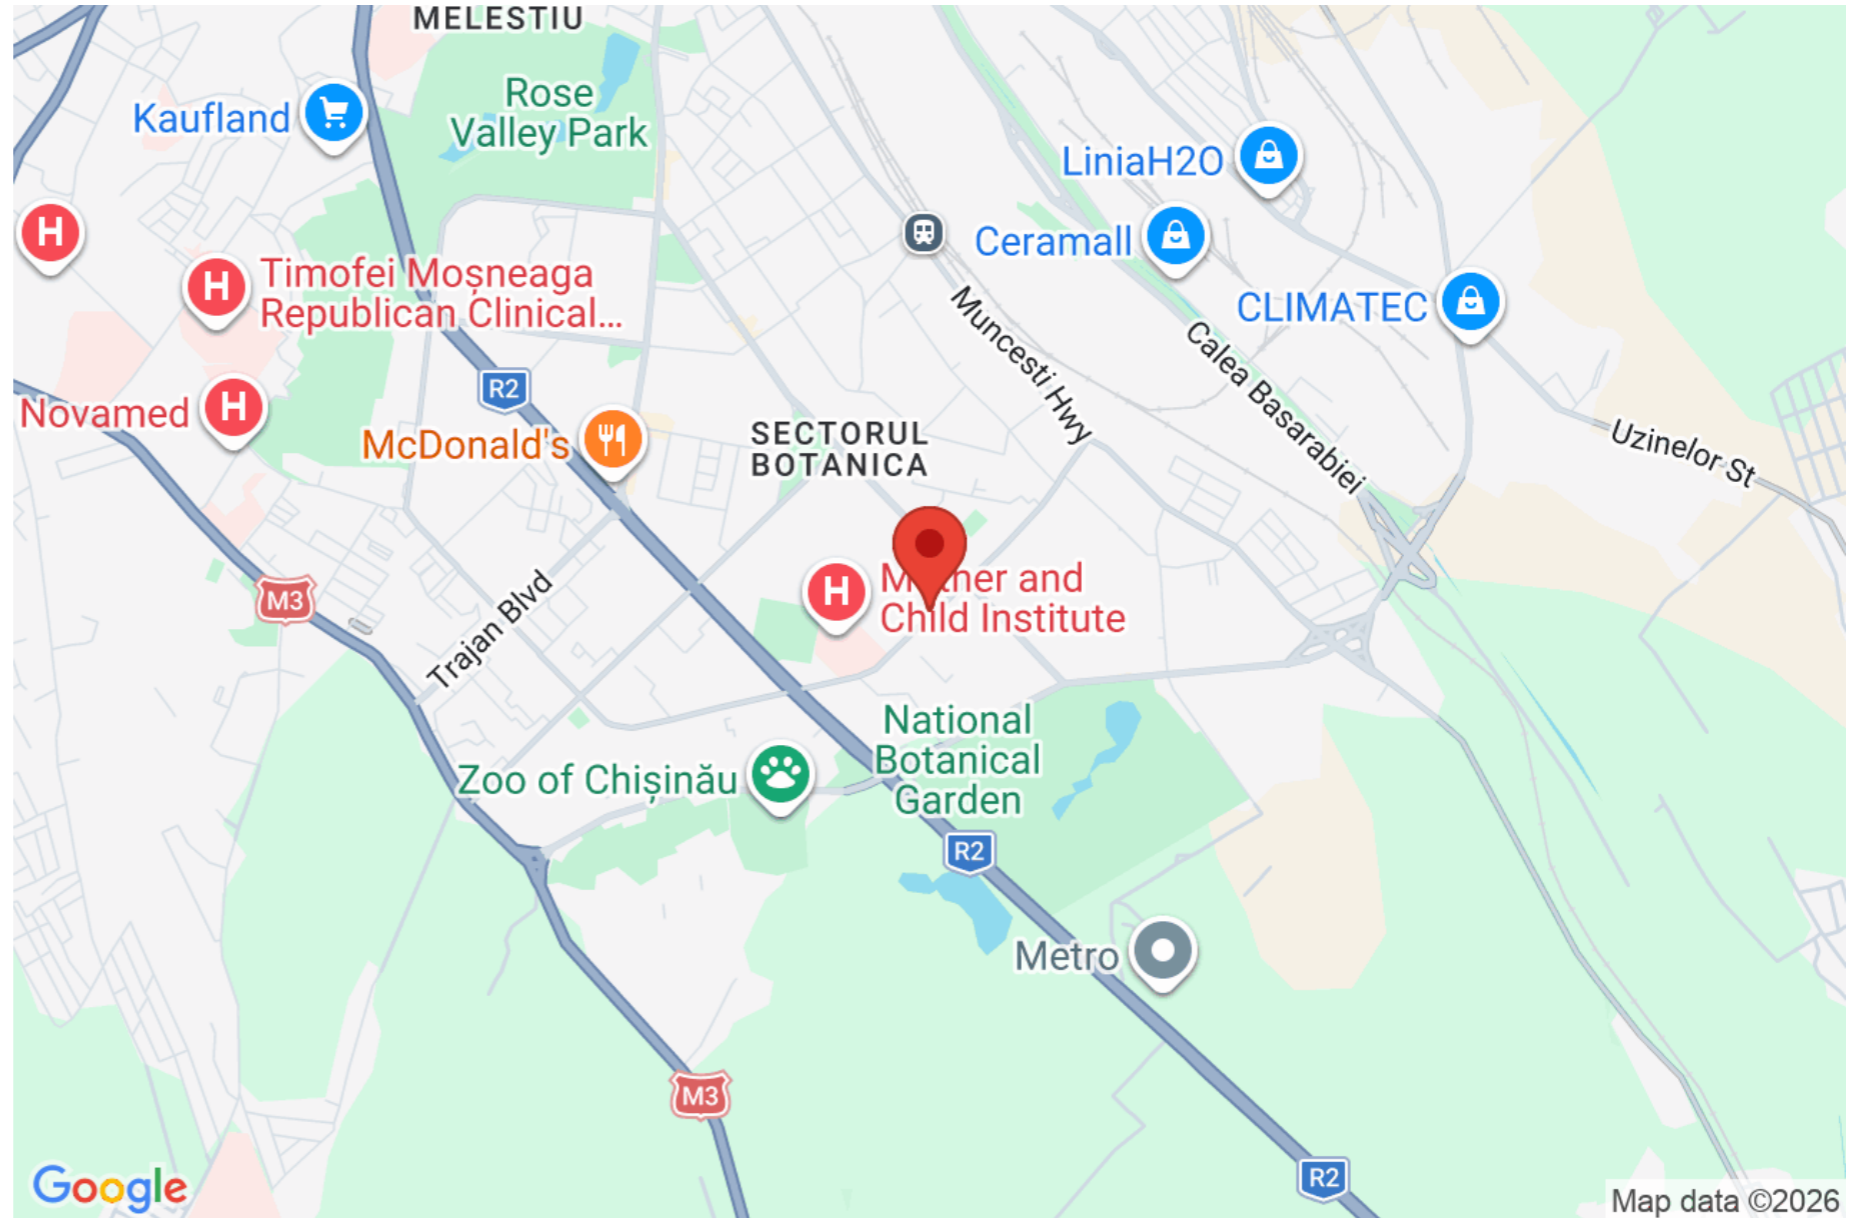 MELESTIU
Rose
Valley Park
Kaufland
LiniaH2O
H
Ceramall
H
Timofei Moșneaga
Republican Clinical...
CLIMATEC
Muncesti Hwy
Calea Basarabiei
R2
Novamed
H
McDonald's
SECTORUL
BOTANICA
Uzinelor St
M3
Trajan Blvd
H
Mother and
Child Institute
National
Botanical
Garden
Zoo of Chișinău
R2
Metro
M3
R2
Google
Map data ©2026